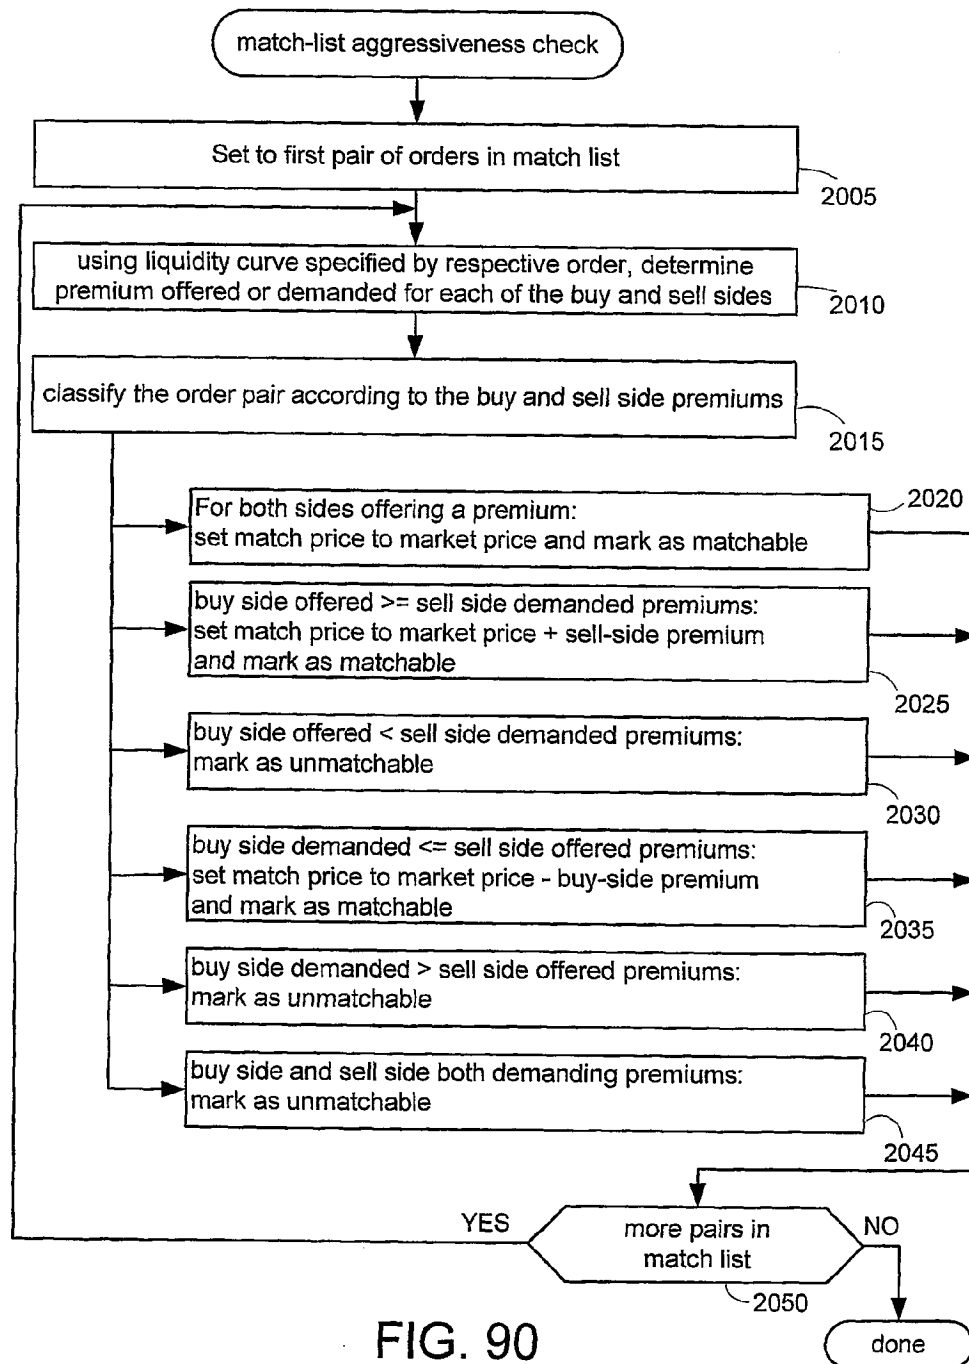 match-list aggressiveness check
Set to first pair of orders in match list
2005
using liquidity curve specified by respective order, determine
premium offered or demanded for each of the buy and sell sides
2010
classify the order pair according to the buy and sell side premiums
2015
For both sides offering a premium:
set match price to market price and mark as matchable
2020
buy side offered >= sell side demanded premiums:
set match price to market price + sell-side premium
and mark as matchable
2025
buy side offered < sell side demanded premiums:
mark as unmatchable
2030
buy side demanded <= sell side offered premiums:
set match price to market price - buy-side premium
and mark as matchable
2035
buy side demanded > sell side offered premiums:
mark as unmatchable
2040
buy side and sell side both demanding premiums:
mark as unmatchable
2045
YES
more pairs in
match list
NO
2050
done
FIG. 90